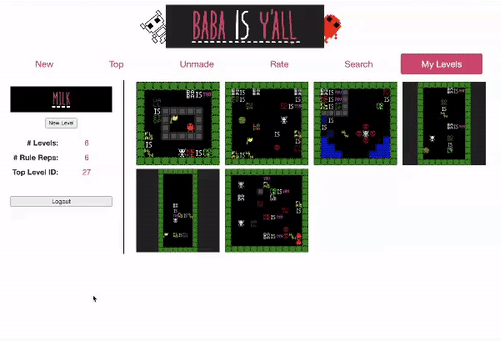 BABA IS Y'ALL
New Top Unmade Rate Search My Levels
MILK
New Level
# Levels: 6
# Rule Reps: 6
Top Level ID: 27
Logout